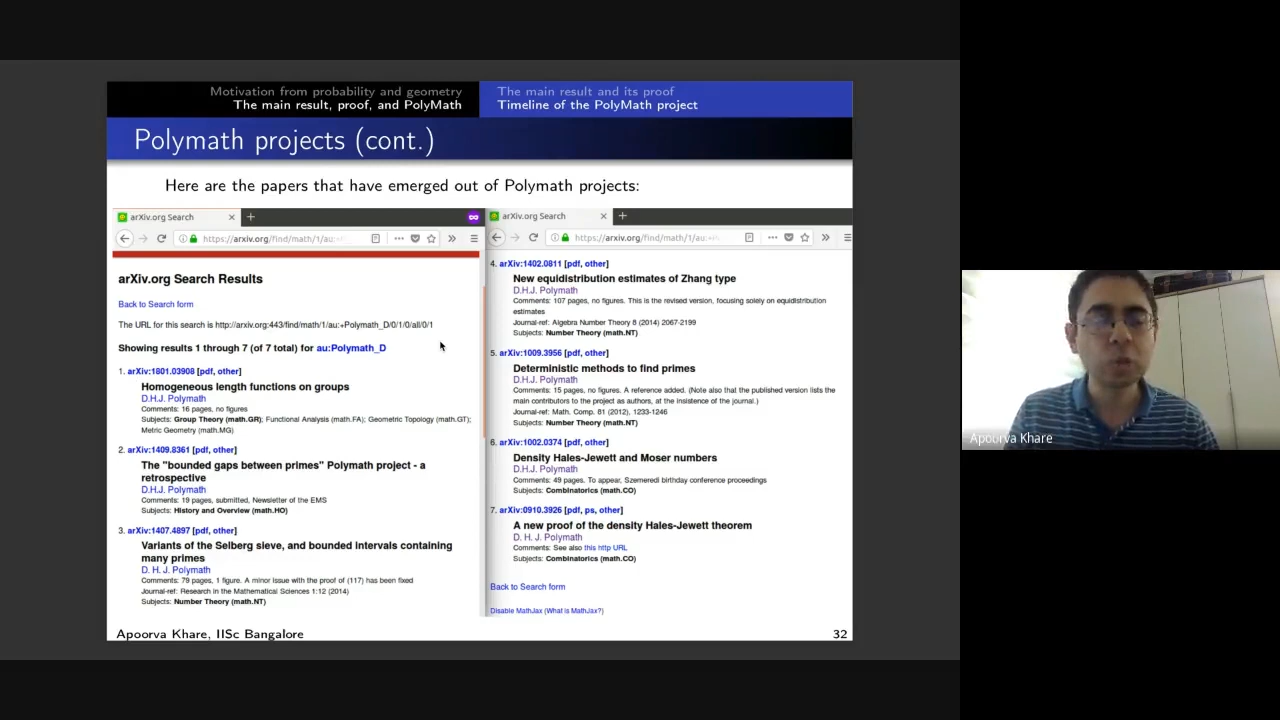 Motivation from probability and geometry
The main result, proof, and PolyMath
The main result and its proof
Timeline of the PolyMath project
Polymath projects (cont.)
Here are the papers that have emerged out of Polymath projects:
arXiv.org Search
https://arxiv.org/find/math/1/au:+
arXiv.org Search Results
Back to Search form
The URL for this search is http://arxiv.org:443/find/math/1/au:+Polymath_D/0/1/0/all/0/1
Showing results 1 through 7 (of 7 total) for au:Polymath_D
1. arXiv:1801.03908 [pdf, other]
Homogeneous length functions on groups
D.H.J. Polymath
Comments: 16 pages, no figures
Subjects: Group Theory (math.GR); Functional Analysis (math.FA); Geometric Topology (math.GT);
Metric Geometry (math.MG)
2. arXiv:1409.8361 [pdf, other]
The "bounded gaps between primes" Polymath project - a
retrospective
D.H.J. Polymath
Comments: 19 pages, submitted, Newsletter of the EMS
Subjects: History and Overview (math.HO)
3. arXiv:1407.4897 [pdf, other]
Variants of the Selberg sieve, and bounded intervals containing
many primes
D. H. J. Polymath
Comments: 79 pages, 1 figure. A minor issue with the proof of (117) has been fixed
Journal-ref: Research in the Mathematical Sciences 1:12 (2014)
Subjects: Number Theory (math.NT)
arXiv.org Search
https://arxiv.org/find/math/1/au:+
4. arXiv:1402.0811 [pdf, other]
New equidistribution estimates of Zhang type
D.H.J. Polymath
Comments: 107 pages, no figures. This is the revised version, focusing solely on equidistribution
estimates
Journal-ref: Algebra Number Theory 8 (2014) 2067-2199
Subjects: Number Theory (math.NT)
5. arXiv:1009.3956 [pdf, other]
Deterministic methods to find primes
D.H.J. Polymath
Comments: 15 pages, no figures. A reference added. (Note also that the published version lists the
main contributors to the project as authors, at the insistence of the journal.)
Journal-ref: Math. Comp. 81 (2012), 1233-1246
Subjects: Number Theory (math.NT)
6. arXiv:1002.0374 [pdf, other]
Density Hales-Jewett and Moser numbers
D.H.J. Polymath
Comments: 49 pages. To appear, Szemeredi birthday conference proceedings
Subjects: Combinatorics (math.CO)
7. arXiv:0910.3926 [pdf, ps, other]
A new proof of the density Hales-Jewett theorem
D. H. J. Polymath
Comments: See also this http URL
Subjects: Combinatorics (math.CO)
Back to Search form
Disable MathJax (What is MathJax?)
Apoorva Khare, IISc Bangalore
32
Apoorva Khare